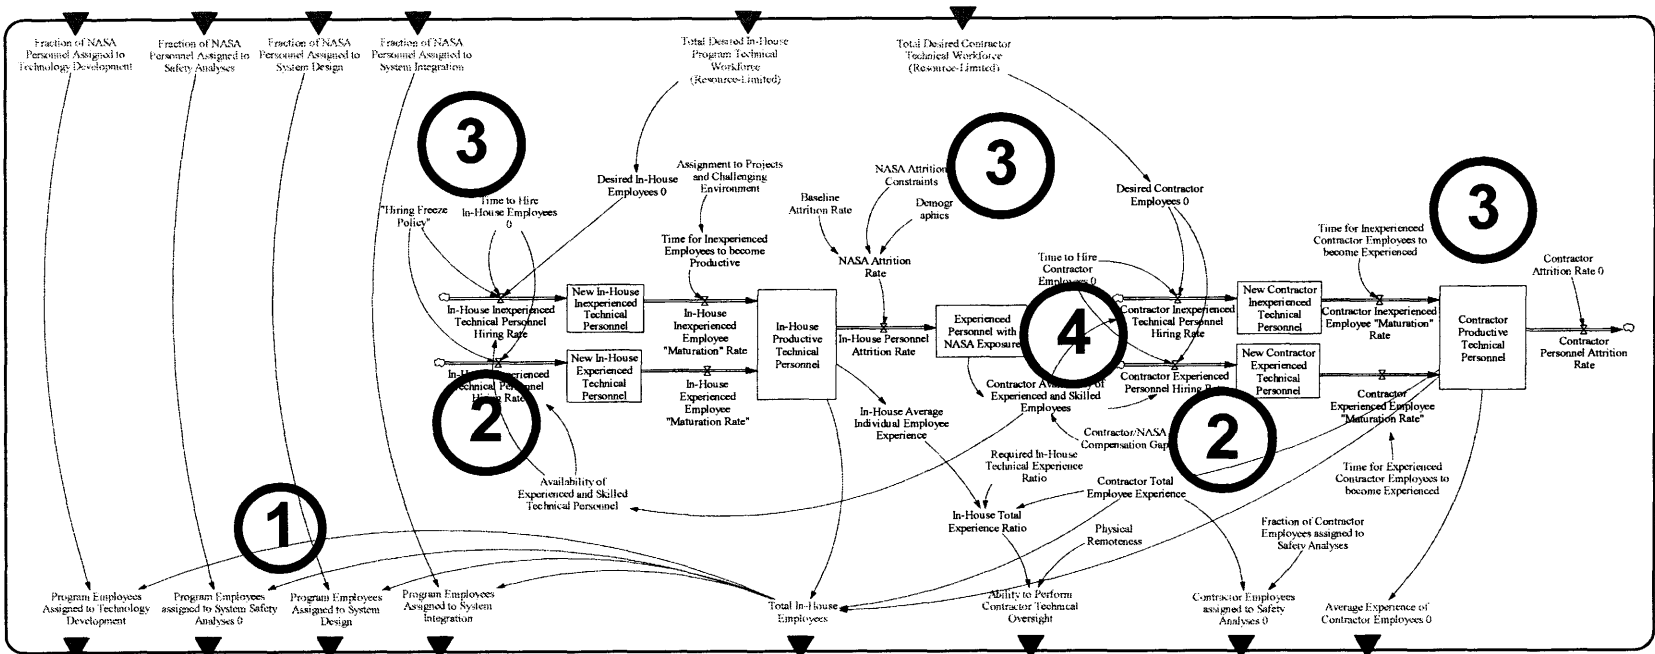 Fraction of NASA
Personnel Assigned to
Technology Development
Fraction of NASA
Personnel Assigned to
Safety Analyses
Fraction of NASA
Personnel Assigned to
System Design
Fraction of NASA
Personnel Assigned to
System Integration
Total Desired In-House
Program Technical
Workforce
(Resource-Limited)
Total Desired Contractor
Technical Workforce
(Resource-Limited)
3
3
3
"Hiring Freeze
Policy"
Time to Hire
In-House Employees
0
Desired In-House
Employees 0
Assignment to Projects
and Challenging
Environment
Time for Inexperienced
Employees to become
Productive
Baseline
Attrition Rate
NASA Attrition
Constraints
Demogr
aphics
NASA Attrition
Rate
Desired Contractor
Employees 0
Time to Hire
Contractor
Employees 0
Time for Inexperienced
Contractor Employees to
become Experienced
Contractor
Attrition Rate 0
In-House Inexperienced
Technical Personnel
Hiring Rate
New In-House
Inexperienced
Technical
Personnel
In-House
Inexperienced
Employee
"Maturation" Rate
In-House
Productive
Technical
Personnel
In-House Personnel
Attrition Rate
Experienced
Personnel with
NASA Exposure
4
Contractor Inexperienced
Technical Personnel
Hiring Rate
New Contractor
Inexperienced
Technical
Personnel
Contractor Inexperienced
Employee "Maturation"
Rate
Contractor
Productive
Technical
Personnel
Contractor
Personnel Attrition
Rate
Technical Personnel
Hiring Rate
2
New In-House
Experienced
Technical
Personnel
In-House
Experienced
Employee
"Maturation Rate"
Contractor Availability of
Experienced and Skilled
Employees
Contractor Experienced
Personnel Hiring
2
New Contractor
Experienced
Technical
Personnel
Contractor
Experienced Employee
"Maturation Rate"
In-House Average
Individual Employee
Experience
Contractor/NASA
Compensation Gap
Required In-House
Technical Experience
Ratio
Time for Experienced
Contractor Employees to
become Experienced
Availability of
Experienced and Skilled
Technical Personnel
Contractor Total
Employee Experience
1
In-House Total
Experience Ratio
Physical
Remoteness
Fraction of Contractor
Employees assigned to
Safety Analyses
Program Employees
Assigned to Technology
Development
Program Employees
assigned to System Safety
Analyses 0
Program Employees
Assigned to System
Design
Program Employees
Assigned to System
Integration
Total In-House
Employees
Ability to Perform
Contractor Technical
Oversight
Contractor Employees
assigned to Safety
Analyses 0
Average Experience of
Contractor Employees 0